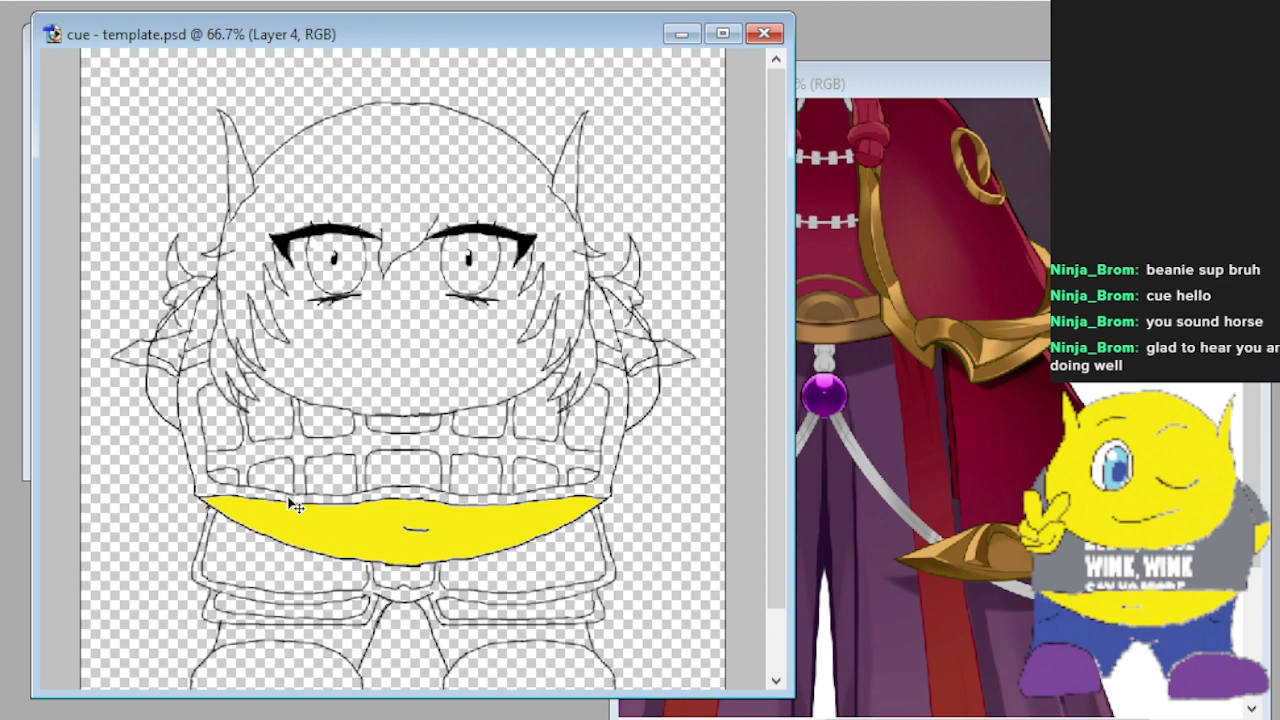 cue - template.psd @ 66.7% (Layer 4, RGB)
% (RGB)
Ninja_Brom: beanie sup bruh
Ninja_Brom: cue hello
Ninja_Brom: you sound horse
Ninja_Brom: glad to hear you ar
doing well
WINK, WINK